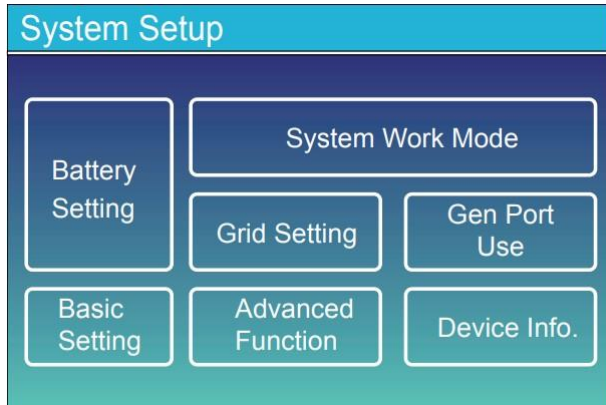 System Setup
Battery
Setting
System Work Mode
Grid Setting
Gen Port
Use
Basic
Setting
Advanced
Function
Device Info.